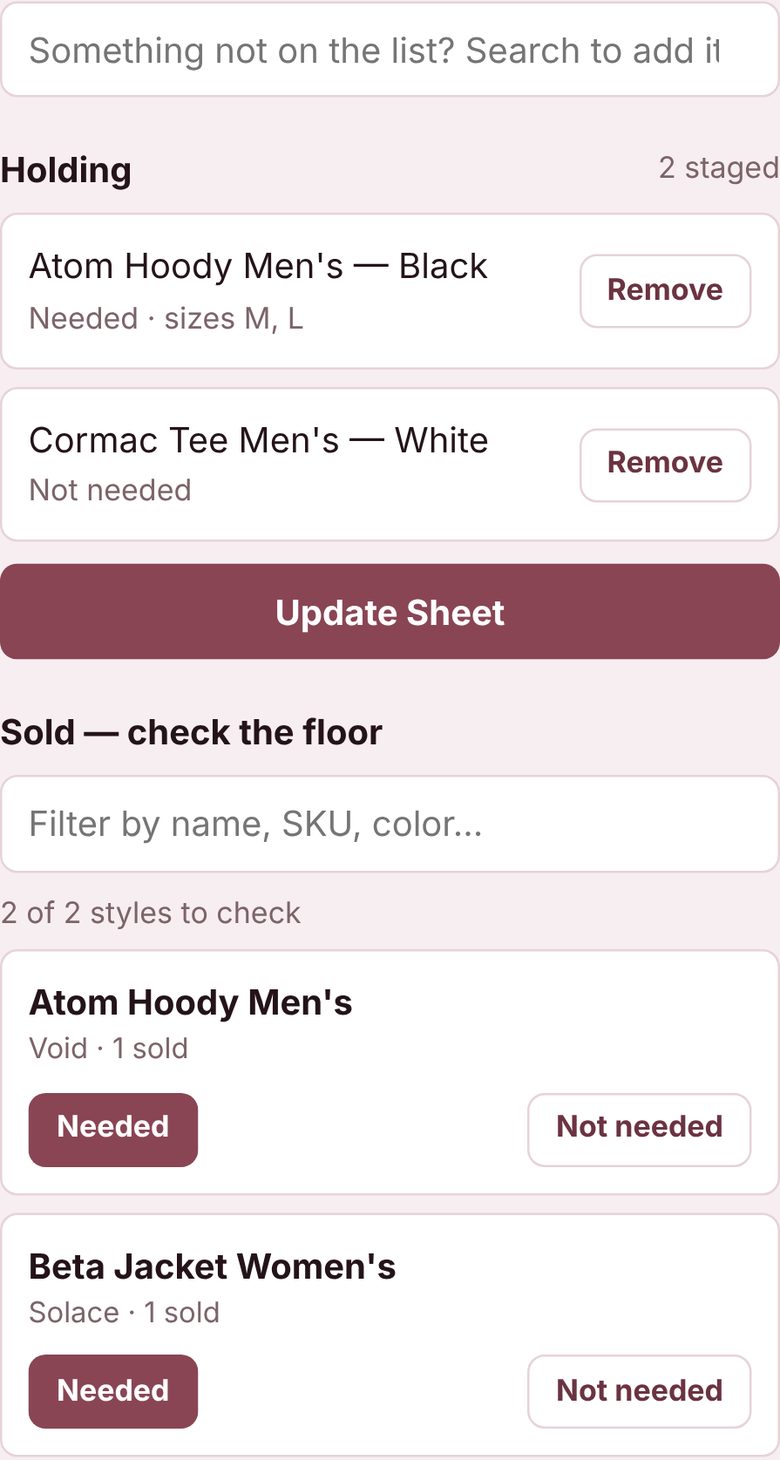 Something not on the list? Search to add it
Holding
2 staged
Atom Hoody Men's — Black
Needed · sizes M, L
Remove
Cormac Tee Men's — White
Not needed
Remove
Update Sheet
Sold — check the floor
Filter by name, SKU, color...
2 of 2 styles to check
Atom Hoody Men's
Void · 1 sold
Needed
Not needed
Beta Jacket Women's
Solace · 1 sold
Needed
Not needed